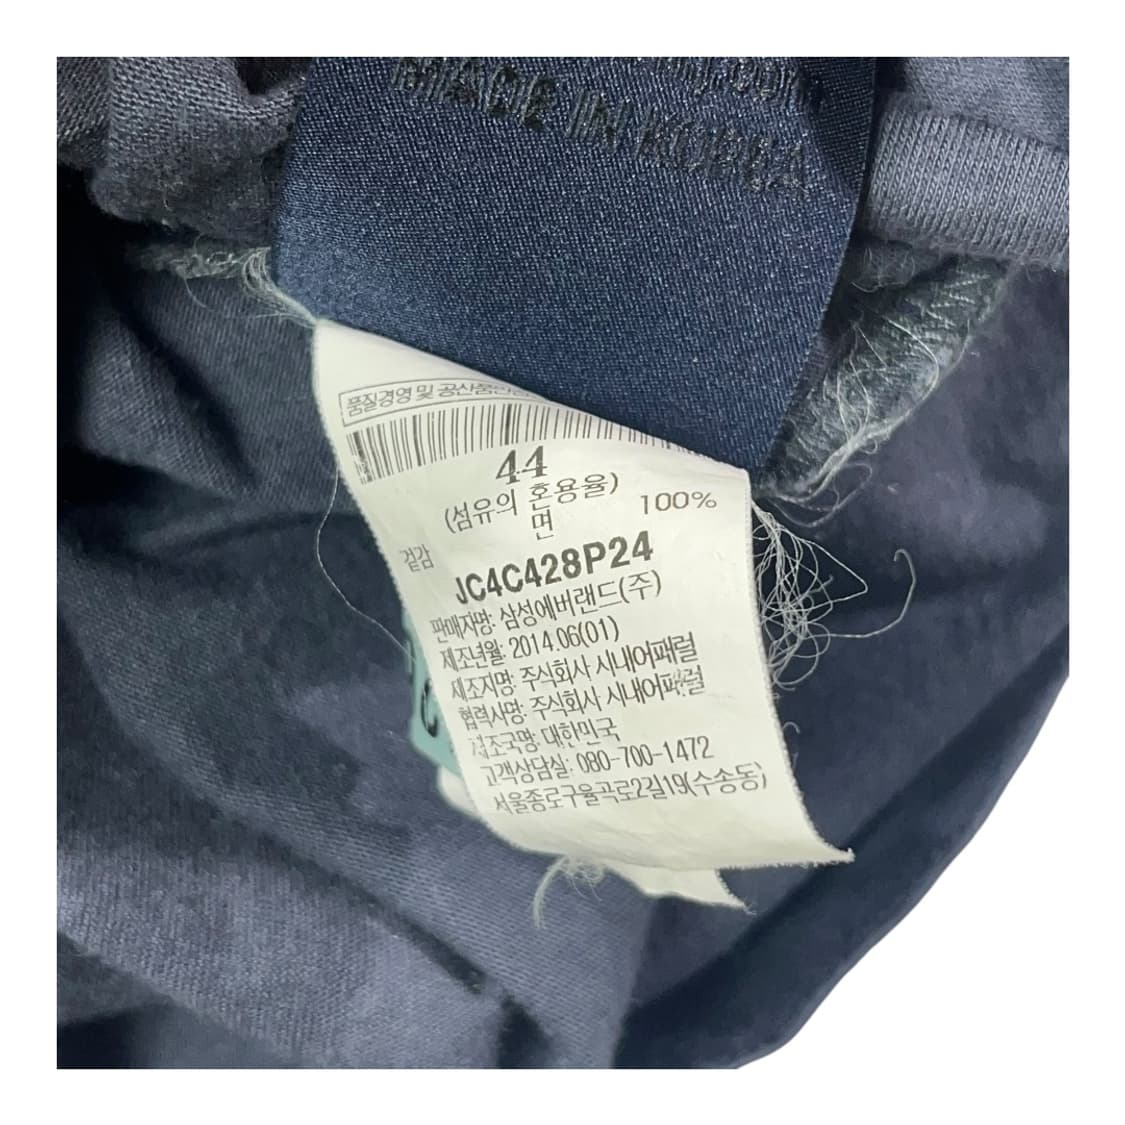 MADE IN KOREA
품질경영 및 공산품안전
44
(섬유의 혼용율)
겉감 면 100%
JC4C428P24
판매자명: 삼성에버랜드(주)
제조년월: 2014.06(01)
제조자명: 주식회사 시내어패럴
협력사명: 주식회사 시내어패럴
제조국명: 대한민국
고객상담실: 080-700-1472
서울종로구율곡로2길19(수송동)